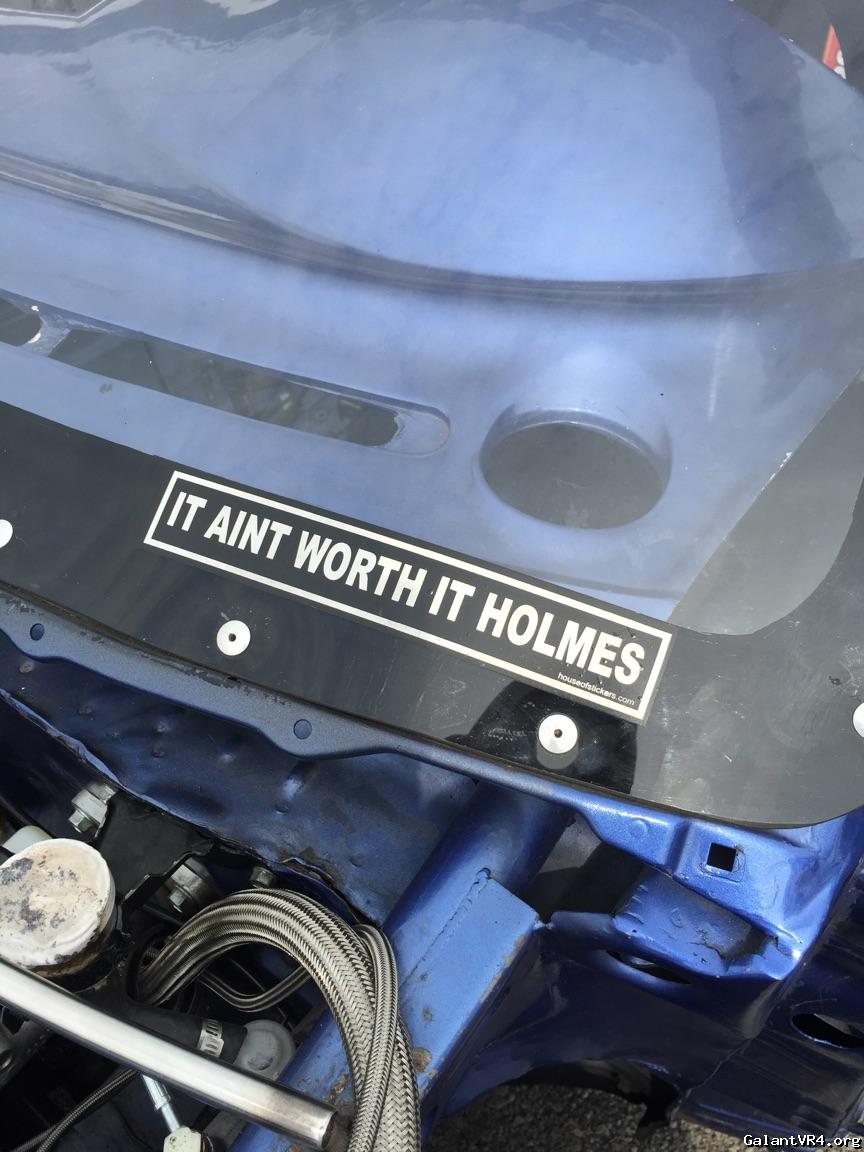 IT AINT WORTH IT HOLMES
houseofstickers.com
GalantVR4.org